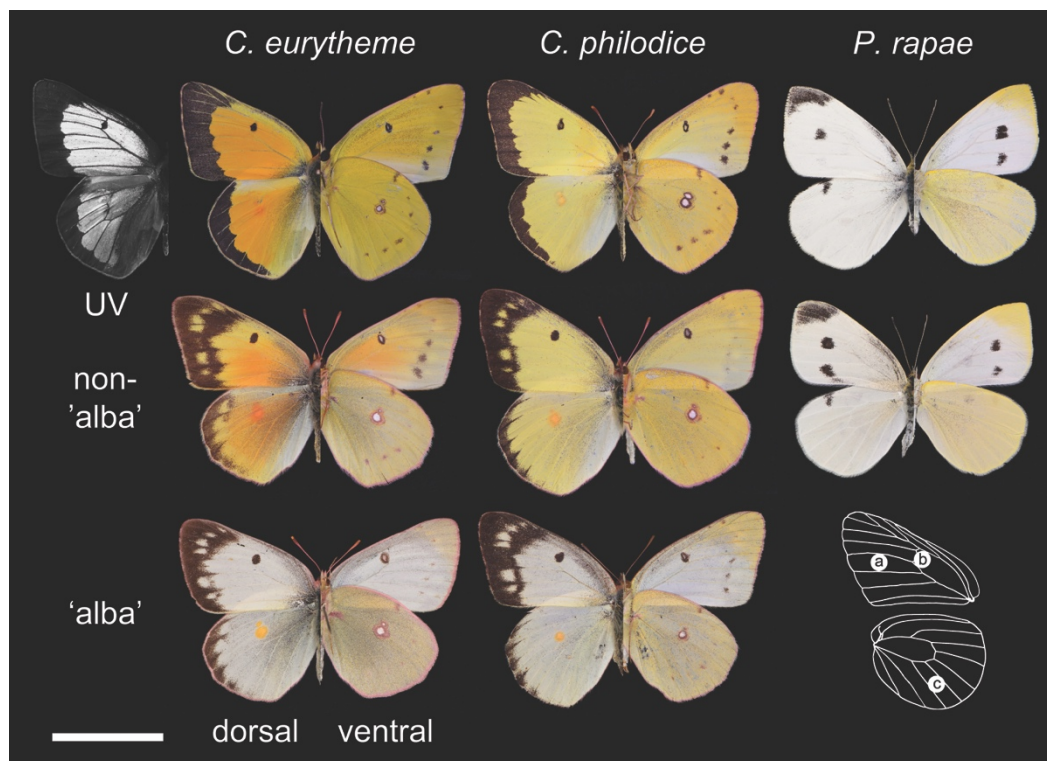 C. eurytheme
C. philodice
P. rapae
UV
non-
'alba'
‘alba’
a
b
c
dorsal
ventral